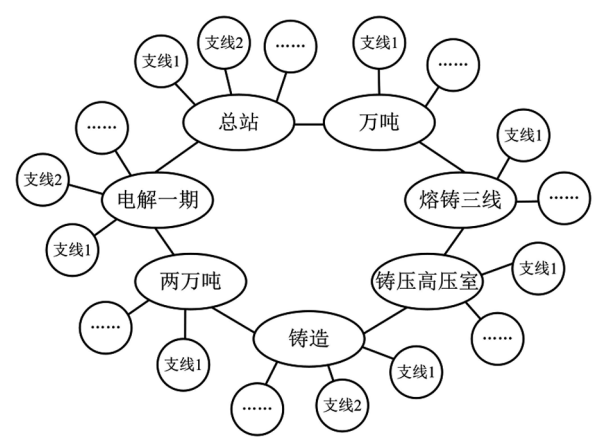 支线1
支线2
……
支线1
……
总站
万吨
……
支线1
支线2
电解一期
熔铸三线
……
支线1
两万吨
铸压高压室
支线1
……
铸造
……
支线1
支线1
……
支线2